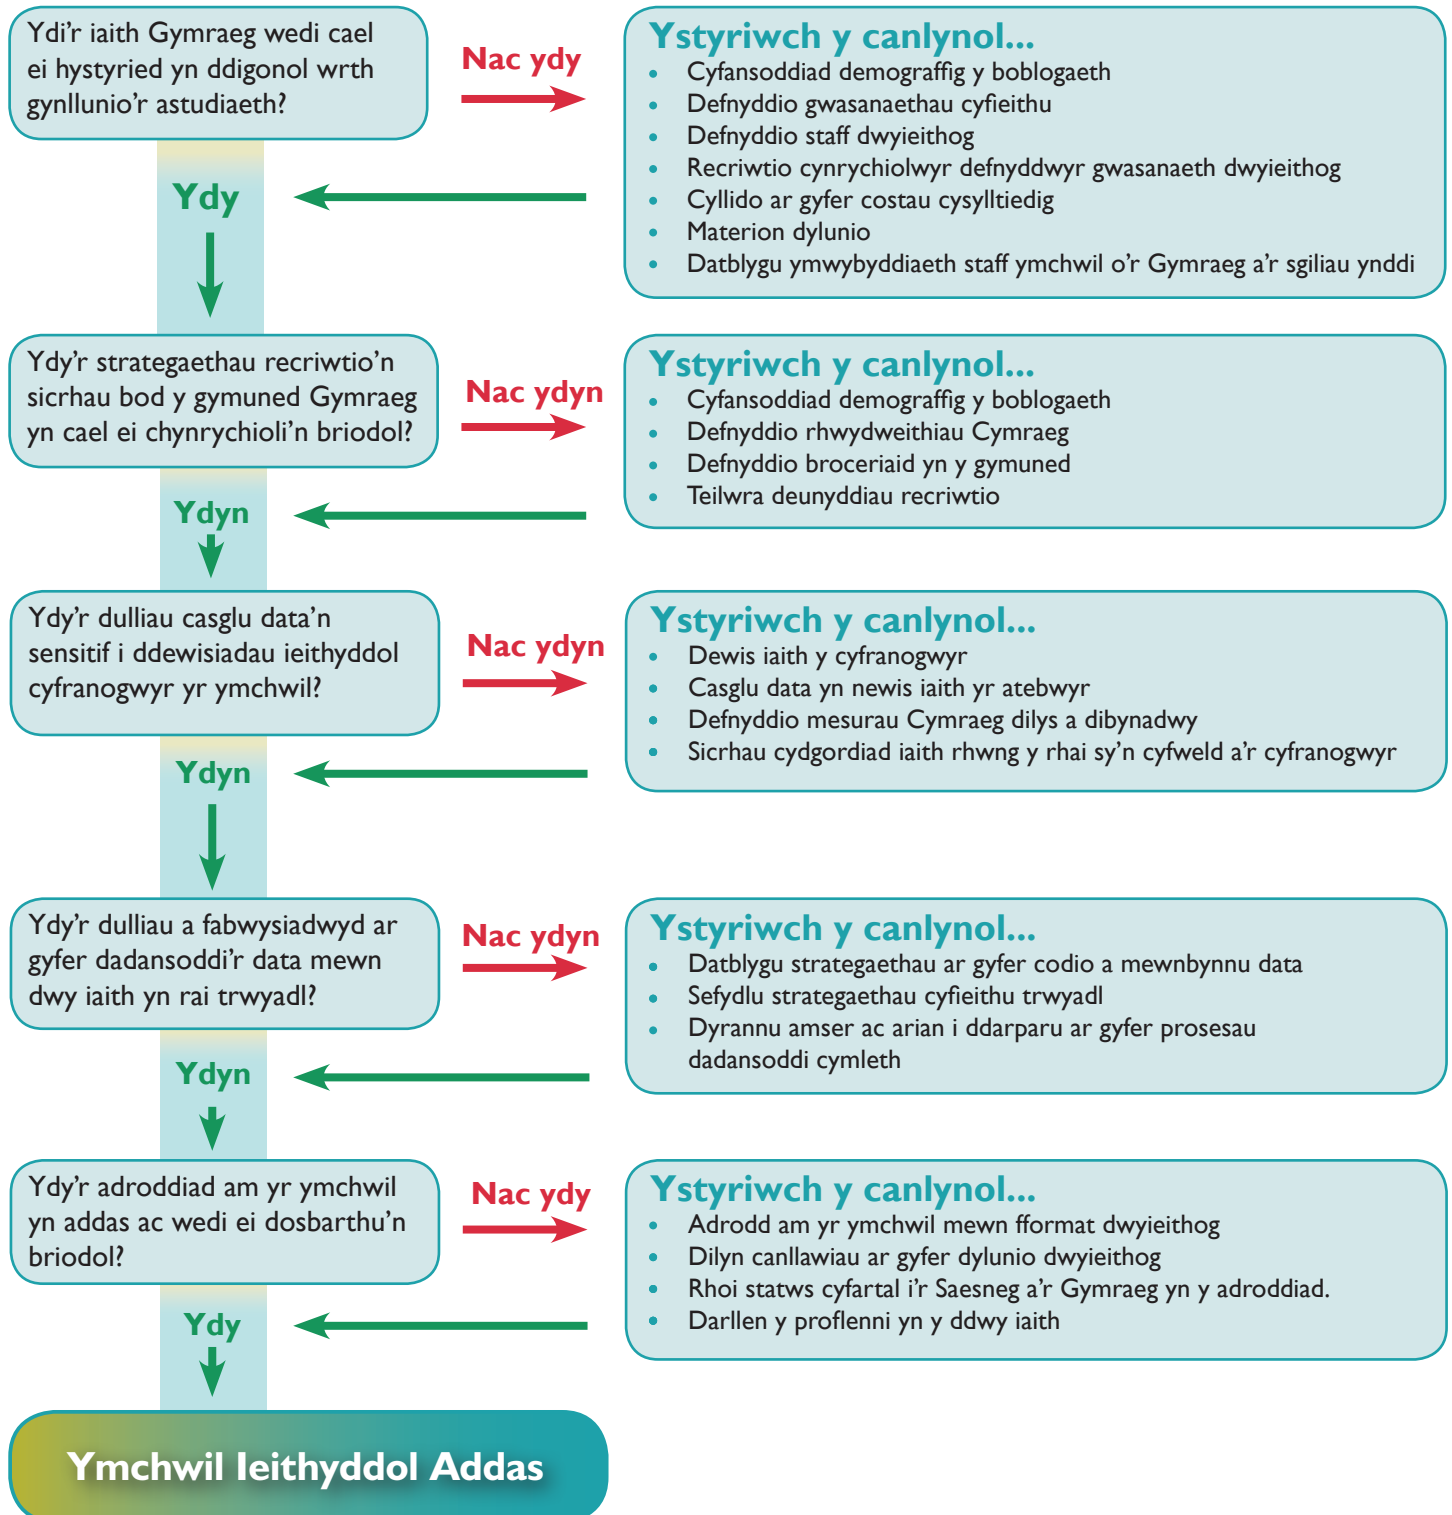 Ydi’r iaith Gymraeg wedi cael
ei hystyried yn ddigonol wrth
gynllunio’r astudiaeth?
Nac ydy
Ystyriwch y canlynol...
• Cyfansoddiad demograffig y boblogaeth
• Defnyddio gwasanaethau cyfieithu
• Defnyddio staff dwyieithog
• Recriwtio cynrychiolwyr defnyddwyr gwasanaeth dwyieithog
• Cyllido ar gyfer costau cysylltiedig
• Materion dylunio
• Datblygu ymwybyddiaeth staff ymchwil o’r Gymraeg a’r sgiliau ynddi
Ydy
Ydy’r strategaethau recriwtio’n
sicrhau bod y gymuned Gymraeg
yn cael ei chynrychioli’n briodol?
Nac ydyn
Ystyriwch y canlynol...
• Cyfansoddiad demograffig y boblogaeth
• Defnyddio rhwydweithiau Cymraeg
• Defnyddio broceriaid yn y gymuned
• Teilwra deunyddiau recriwtio
Ydyn
Ydy’r dulliau casglu data’n
sensitif i ddewisiadau ieithyddol
cyfranogwyr yr ymchwil?
Nac ydyn
Ystyriwch y canlynol...
• Dewis iaith y cyfranogwyr
• Casglu data yn newis iaith yr atebwyr
• Defnyddio mesurau Cymraeg dilys a dibynadwy
• Sicrhau cydgordiad iaith rhwng y rhai sy’n cyfweld a’r cyfranogwyr
Ydyn
Ydy’r dulliau a fabwysiadwyd ar
gyfer dadansoddi’r data mewn
dwy iaith yn rai trwyadl?
Nac ydyn
Ystyriwch y canlynol...
• Datblygu strategaethau ar gyfer codio a mewnbynnu data
• Sefydlu strategaethau cyfieithu trwyadl
• Dyrannu amser ac arian i ddarparu ar gyfer prosesau
dadansoddi cymleth
Ydyn
Ydy’r adroddiad am yr ymchwil
yn addas ac wedi ei dosbarthu’n
briodol?
Nac ydy
Ystyriwch y canlynol...
• Adrodd am yr ymchwil mewn fformat dwyieithog
• Dilyn canllawiau ar gyfer dylunio dwyieithog
• Rhoi statws cyfartal i’r Saesneg a’r Gymraeg yn y adroddiad.
• Darllen y proflenni yn y ddwy iaith
Ydy
Ymchwil Ieithyddol Addas